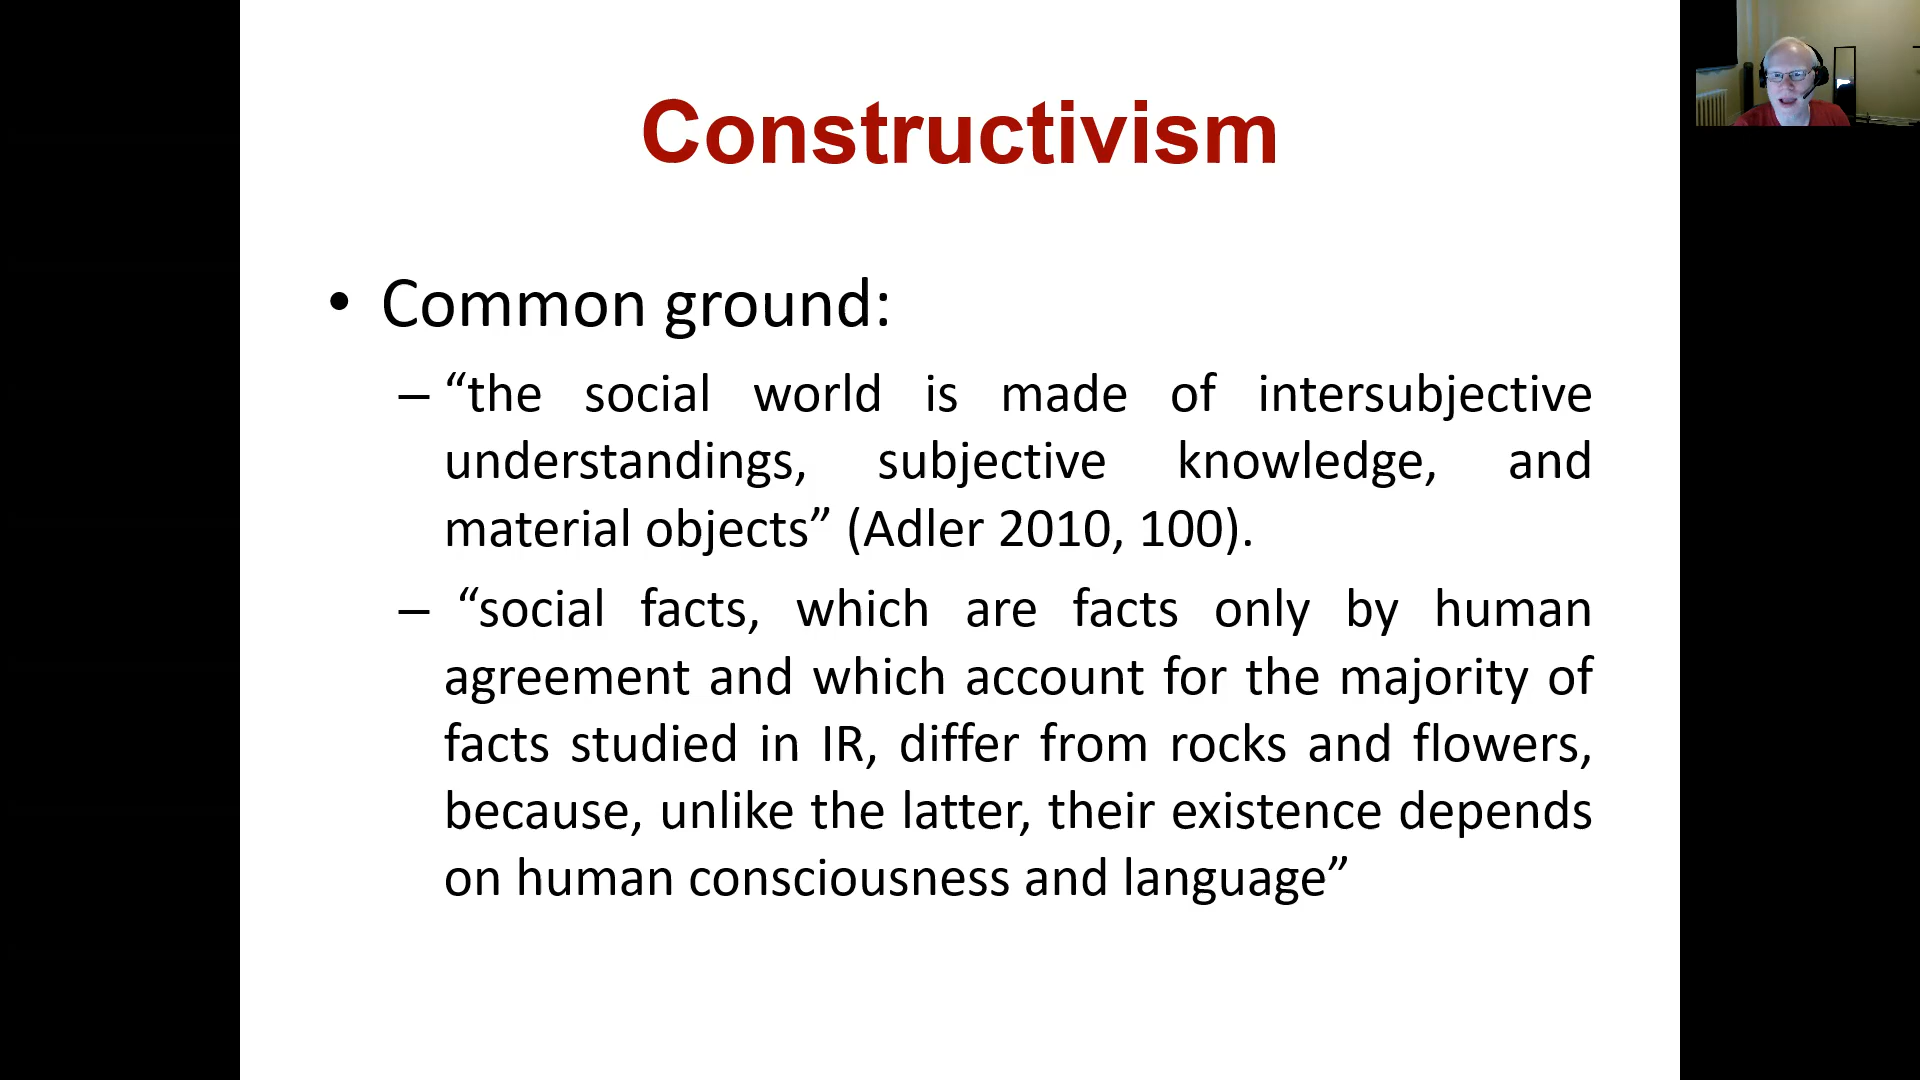 Constructivism
• Common ground:
– “the social world is made of intersubjective
understandings, subjective knowledge, and
material objects” (Adler 2010, 100).
– “social facts, which are facts only by human
agreement and which account for the majority of
facts studied in IR, differ from rocks and flowers,
because, unlike the latter, their existence depends
on human consciousness and language”